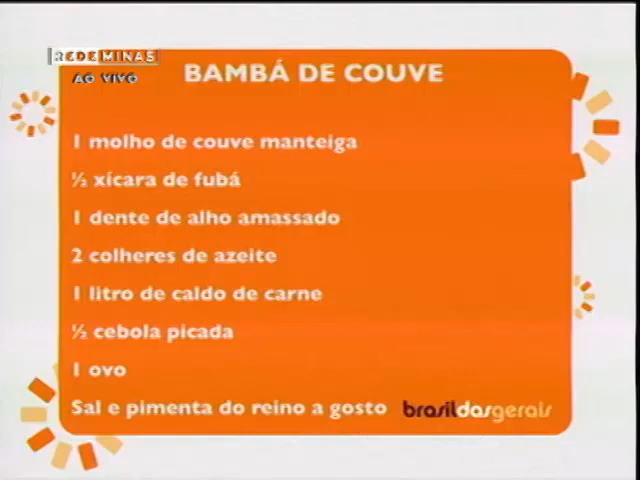 REDE MINAS
AO VIVO
BAMBÁ DE COUVE
1 molho de couve manteiga
½ xícara de fubá
1 dente de alho amassado
2 colheres de azeite
1 litro de caldo de carne
½ cebola picada
1 ovo
Sal e pimenta do reino a gosto
brasildasgerais